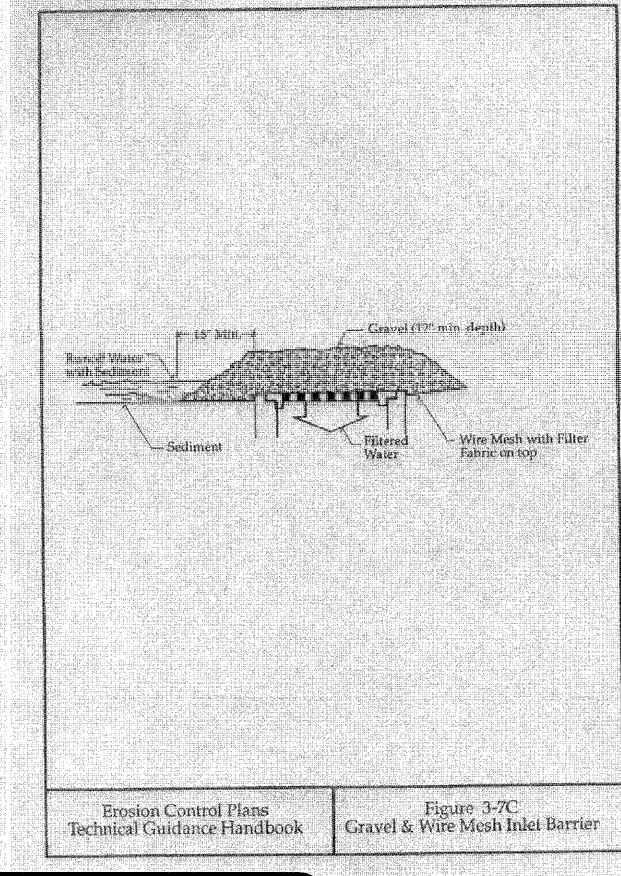 18" Min.
Gravel (12" min. depth)
Runoff Water
with Sediment
Sediment
Filtered
Water
Wire Mesh with Filter
Fabric on top
Erosion Control Plans
Technical Guidance Handbook
Figure 3-7C
Gravel & Wire Mesh Inlet Barrier